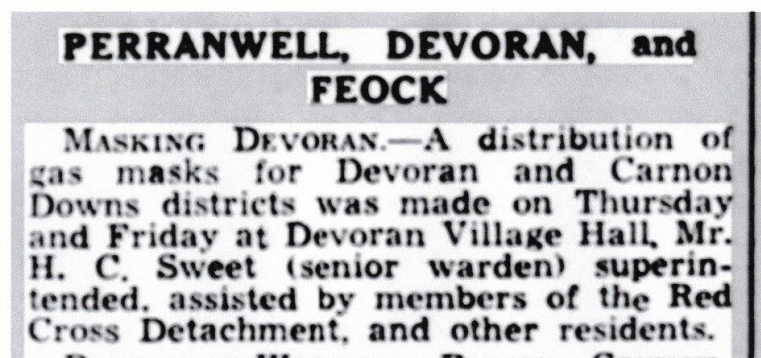 PERRANWELL, DEVORAN, and
FEOCK
MASKING DEVORAN.—A distribution of
gas masks for Devoran and Carnon
Downs districts was made on Thursday
and Friday at Devoran Village Hall, Mr.
H. C. Sweet (senior warden) superin-
tended, assisted by members of the Red
Cross Detachment, and other residents.